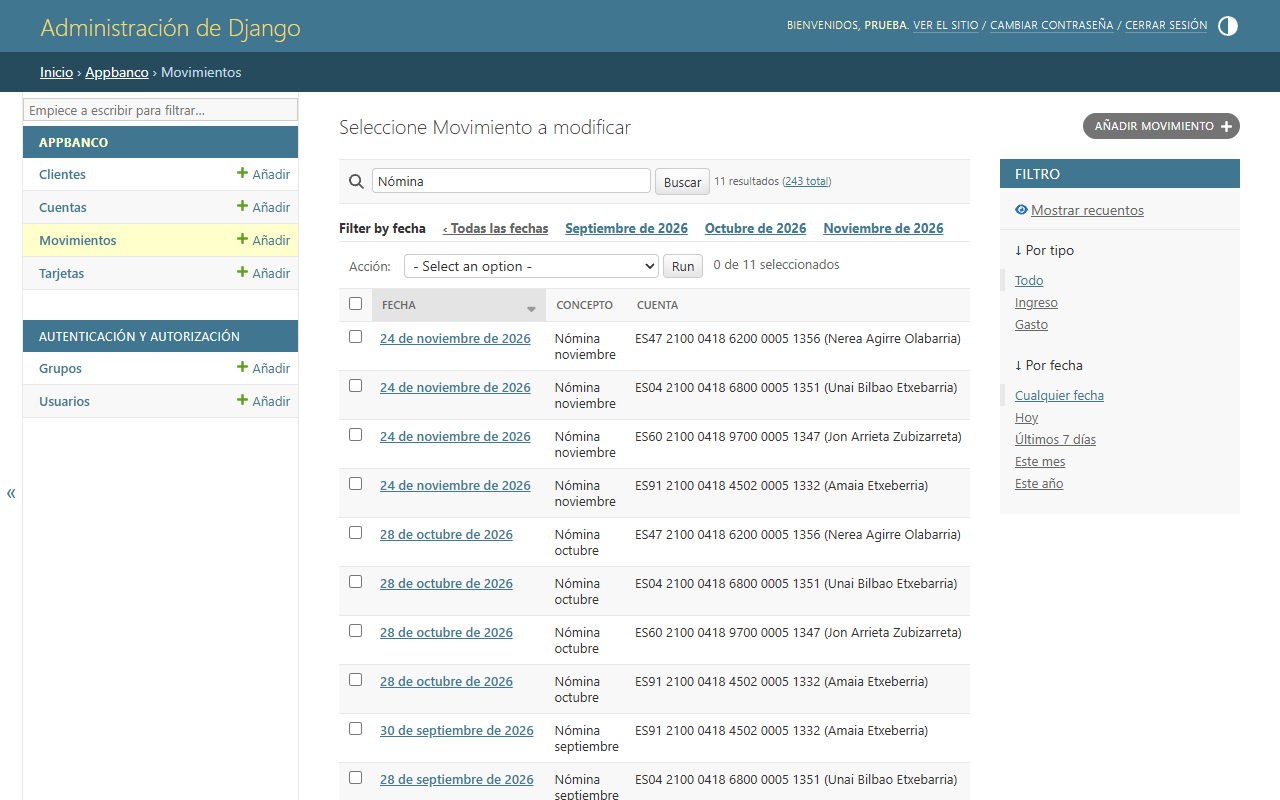 Administración de Django
BIENVENIDOS, PRUEBA. VER EL SITIO / CAMBIAR CONTRASEÑA / CERRAR SESIÓN
Inicio › Appbanco › Movimientos
Empiece a escribir para filtrar...
APPBANCO
Clientes
+ Añadir
Cuentas
+ Añadir
Movimientos
+ Añadir
Tarjetas
+ Añadir
AUTENTICACIÓN Y AUTORIZACIÓN
Grupos
+ Añadir
Usuarios
+ Añadir
«
Seleccione Movimiento a modificar
AÑADIR MOVIMIENTO +
Nómina
Buscar
11 resultados (243 total)
Filter by fecha
‹ Todas las fechas
Septiembre de 2026
Octubre de 2026
Noviembre de 2026
Acción:
- Select an option -
Run
0 de 11 seleccionados
FECHA
CONCEPTO
CUENTA
24 de noviembre de 2026
Nómina
noviembre
ES47 2100 0418 6200 0005 1356 (Nerea Agirre Olabarria)
24 de noviembre de 2026
Nómina
noviembre
ES04 2100 0418 6800 0005 1351 (Unai Bilbao Etxebarria)
24 de noviembre de 2026
Nómina
noviembre
ES60 2100 0418 9700 0005 1347 (Jon Arrieta Zubizarreta)
24 de noviembre de 2026
Nómina
noviembre
ES91 2100 0418 4502 0005 1332 (Amaia Etxeberria)
28 de octubre de 2026
Nómina
octubre
ES47 2100 0418 6200 0005 1356 (Nerea Agirre Olabarria)
28 de octubre de 2026
Nómina
octubre
ES04 2100 0418 6800 0005 1351 (Unai Bilbao Etxebarria)
28 de octubre de 2026
Nómina
octubre
ES60 2100 0418 9700 0005 1347 (Jon Arrieta Zubizarreta)
28 de octubre de 2026
Nómina
octubre
ES91 2100 0418 4502 0005 1332 (Amaia Etxeberria)
30 de septiembre de 2026
Nómina
septiembre
ES91 2100 0418 4502 0005 1332 (Amaia Etxeberria)
28 de septiembre de 2026
Nómina
septiembre
ES04 2100 0418 6800 0005 1351 (Unai Bilbao Etxebarria)
FILTRO
Mostrar recuentos
↓ Por tipo
Todo
Ingreso
Gasto
↓ Por fecha
Cualquier fecha
Hoy
Últimos 7 días
Este mes
Este año